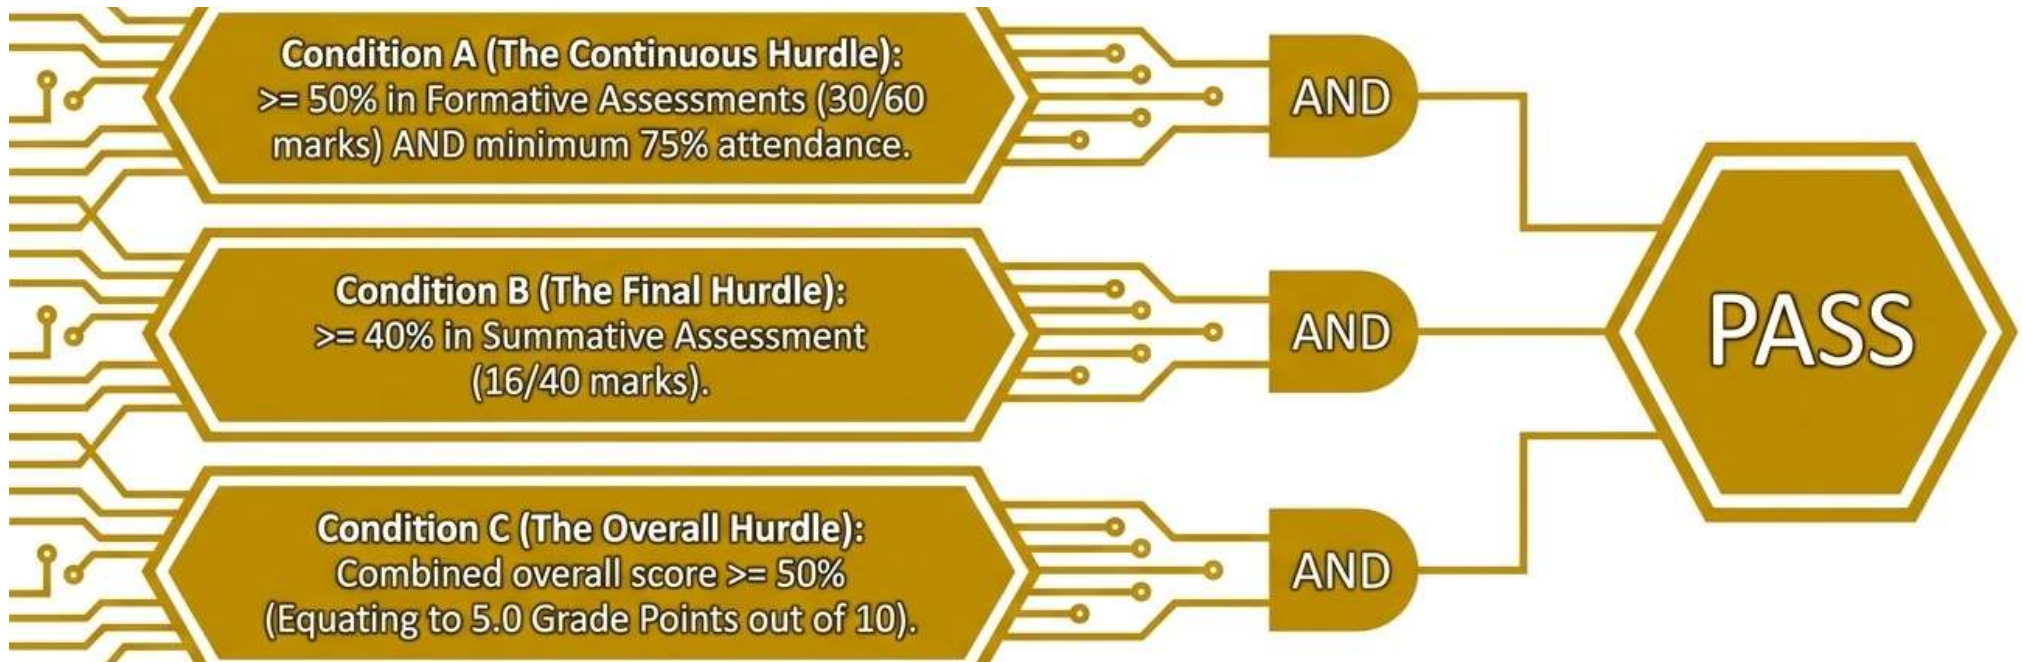 Condition A (The Continuous Hurdle):
>= 50% in Formative Assessments (30/60
marks) AND minimum 75% attendance.
AND
Condition B (The Final Hurdle):
>= 40% in Summative Assessment
(16/40 marks).
AND
PASS
Condition C (The Overall Hurdle):
Combined overall score >= 50%
(Equating to 5.0 Grade Points out of 10).
AND